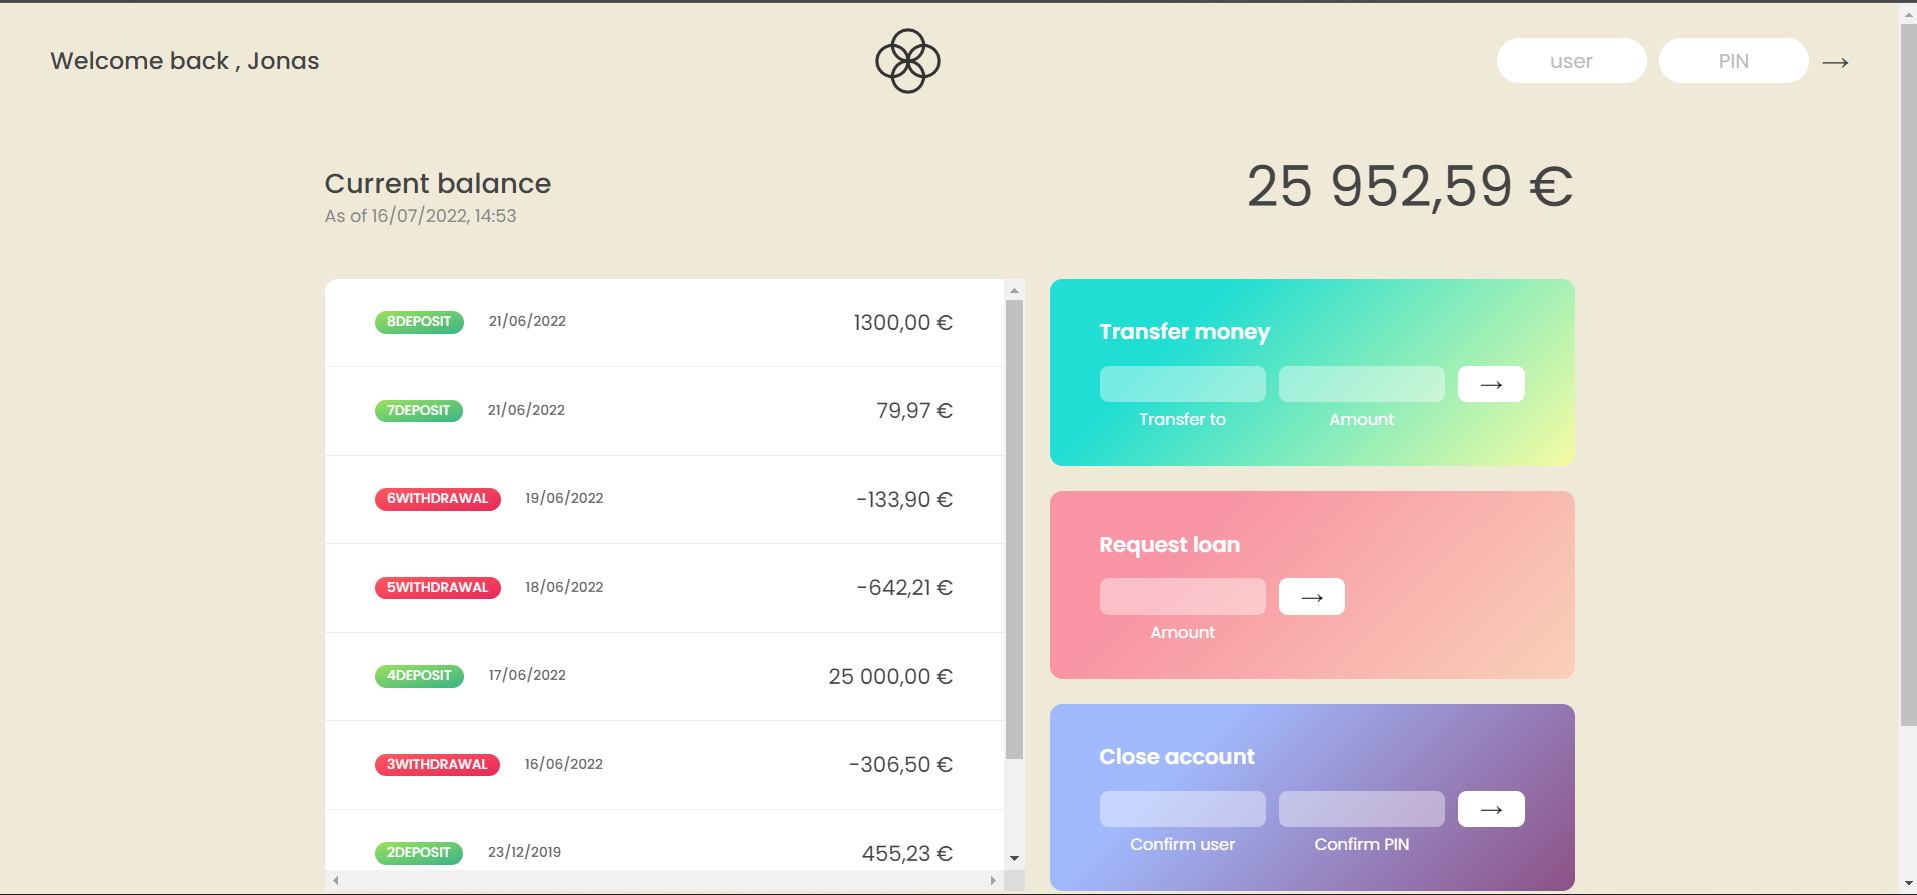 Welcome back , Jonas
user PIN →
Current balance
As of 16/07/2022, 14:53
25 952,59 €
8DEPOSIT 21/06/2022 1300,00 €
7DEPOSIT 21/06/2022 79,97 €
6WITHDRAWAL 19/06/2022 -133,90 €
5WITHDRAWAL 18/06/2022 -642,21 €
4DEPOSIT 17/06/2022 25 000,00 €
3WITHDRAWAL 16/06/2022 -306,50 €
2DEPOSIT 23/12/2019 455,23 €
Transfer money
→
Transfer to Amount
Request loan
→
Amount
Close account
→
Confirm user Confirm PIN